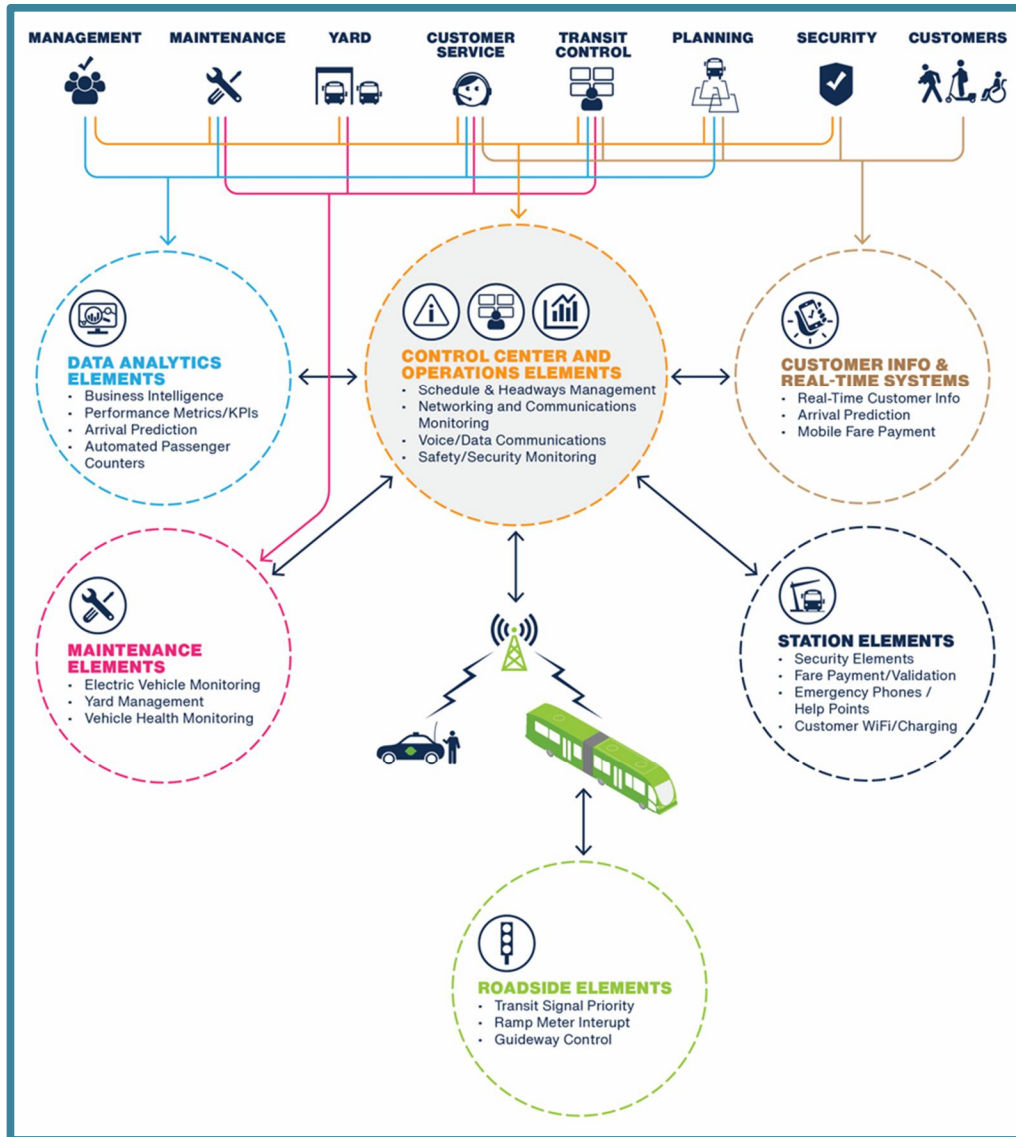 MANAGEMENT
MAINTENANCE
YARD
CUSTOMER
SERVICE
TRANSIT
CONTROL
PLANNING
SECURITY
CUSTOMERS
DATA ANALYTICS
ELEMENTS
• Business Intelligence
• Performance Metrics/KPIs
• Arrival Prediction
• Automated Passenger
Counters
CONTROL CENTER AND
OPERATIONS ELEMENTS
• Schedule & Headways Management
• Networking and Communications
Monitoring
• Voice/Data Communications
• Safety/Security Monitoring
CUSTOMER INFO &
REAL-TIME SYSTEMS
• Real-Time Customer Info
• Arrival Prediction
• Mobile Fare Payment
MAINTENANCE
ELEMENTS
• Electric Vehicle Monitoring
• Yard Management
• Vehicle Health Monitoring
STATION ELEMENTS
• Security Elements
• Fare Payment/Validation
• Emergency Phones /
Help Points
• Customer WiFi/Charging
ROADSIDE ELEMENTS
• Transit Signal Priority
• Ramp Meter Interupt
• Guideway Control